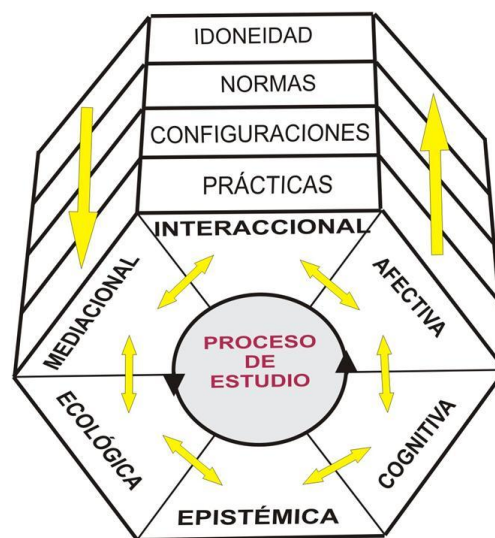 IDONEIDAD
NORMAS
CONFIGURACIONES
PRÁCTICAS
INTERACCIONAL
MEDIACIONAL
AFECTIVA
PROCESO
DE
ESTUDIO
ECOLÓGICA
COGNITIVA
EPISTÉMICA